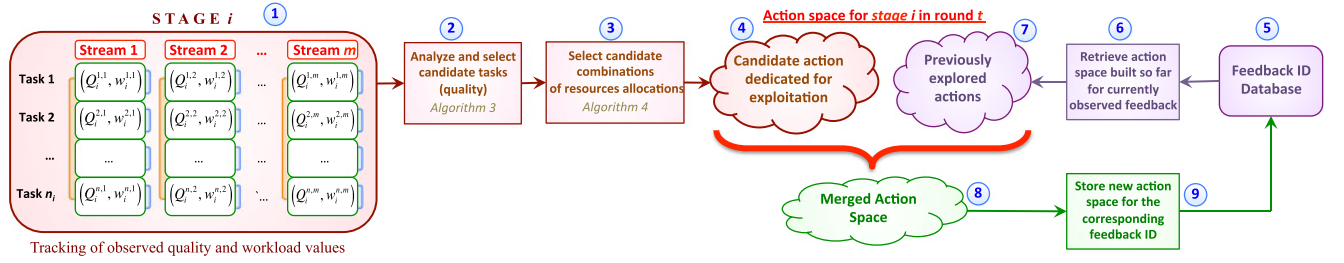 STAGE i
1
Stream 1 Stream 2 ... Stream m
Task 1
(Q_i^{1,1}, w_i^{1,1}) (Q_i^{1,2}, w_i^{1,2}) ... (Q_i^{1,m}, w_i^{1,m})
Task 2
(Q_i^{2,1}, w_i^{2,1}) (Q_i^{2,2}, w_i^{2,2}) ... (Q_i^{2,m}, w_i^{2,m})
... ... ... ... ...
Task n_i
(Q_i^{n,1}, w_i^{n,1}) (Q_i^{n,2}, w_i^{n,2}) `.. (Q_i^{n,m}, w_i^{n,m})
Tracking of observed quality and workload values
2
Analyze and select
candidate tasks
(quality)
Algorithm 3
3
Select candidate
combinations
of resources allocations
Algorithm 4
Action space for stage i in round t
4
Candidate action
dedicated for
exploitation
7
Previously
explored
actions
6
Retrieve action
space built so far
for currently
observed feedback
5
Feedback ID
Database
Merged Action
Space
8
Store new action
space for the
corresponding
feedback ID
9